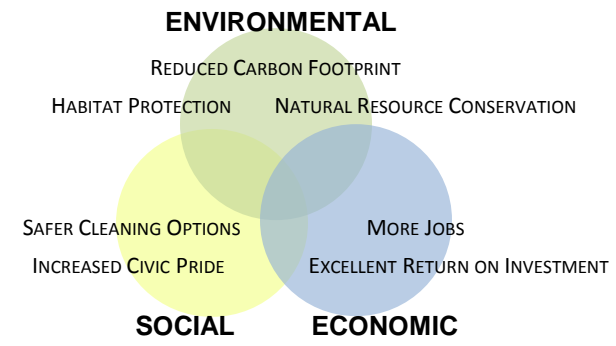 ENVIRONMENTAL
REDUCED CARBON FOOTPRINT
HABITAT PROTECTION NATURAL RESOURCE CONSERVATION
SAFER CLEANING OPTIONS MORE JOBS
INCREASED CIVIC PRIDE EXCELLENT RETURN ON INVESTMENT
SOCIAL ECONOMIC